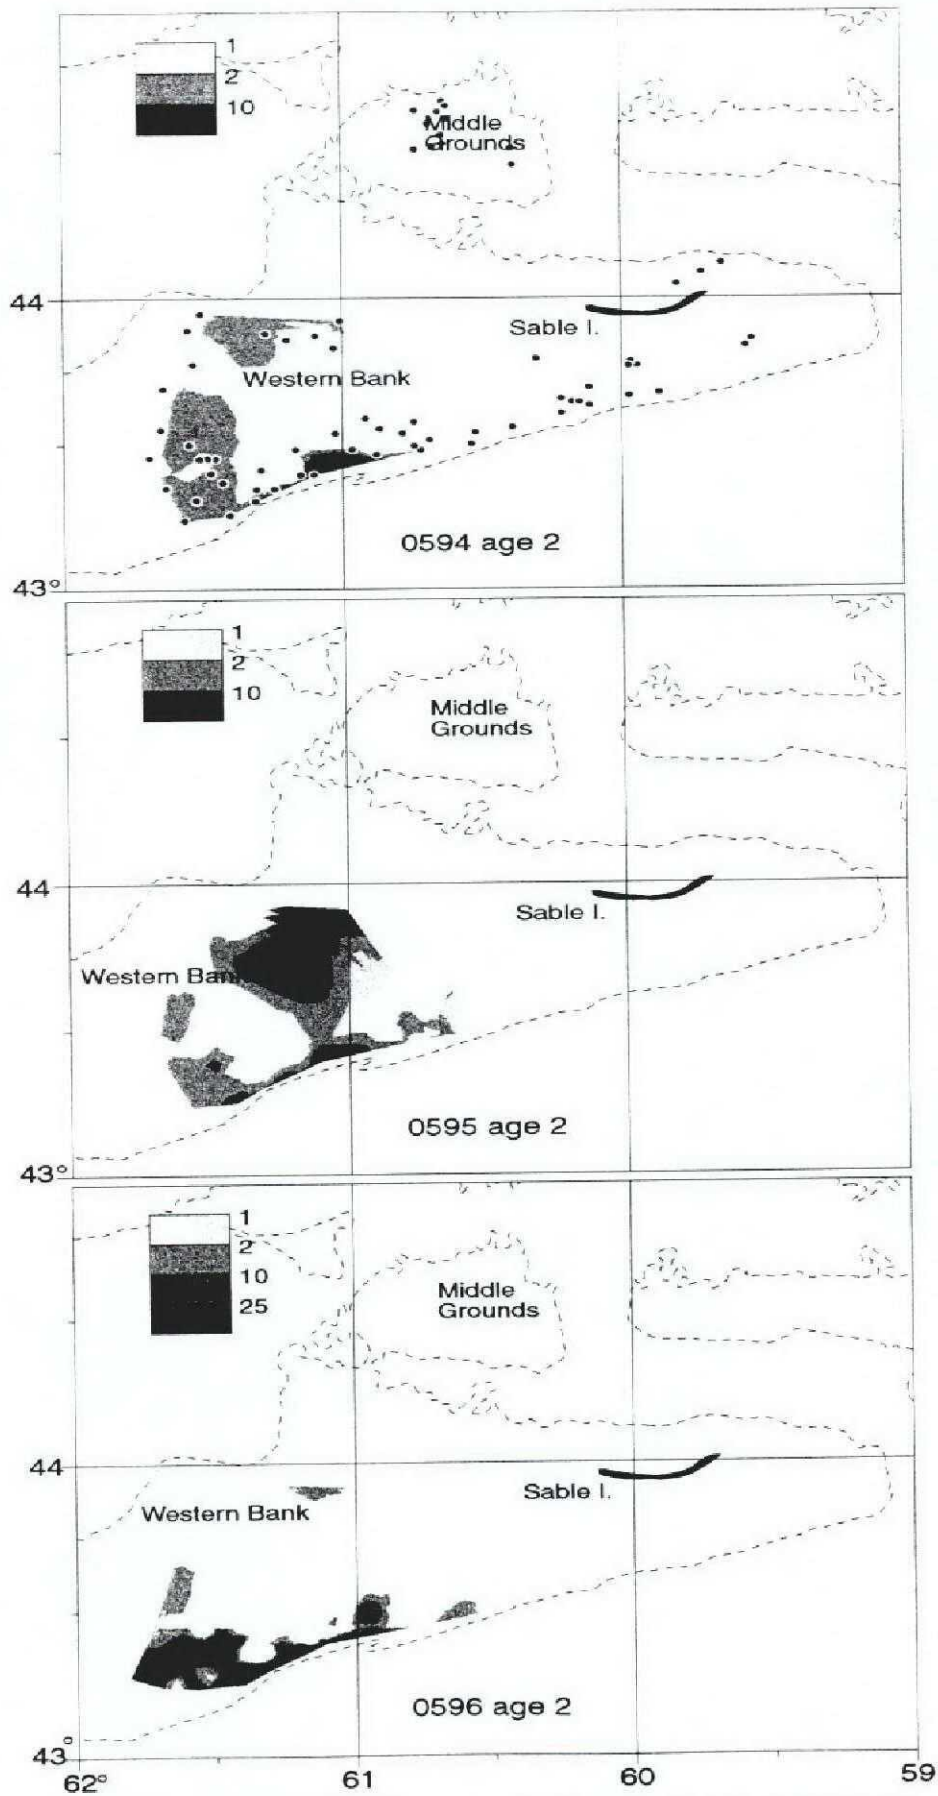 1
2
10
Middle
Grounds
44
Sable I.
Western Bank
0594 age 2
43°
1
2
10
Middle
Grounds
44
Sable I.
Western Bank
0595 age 2
43°
1
2
10
25
Middle
Grounds
44
Sable I.
Western Bank
0596 age 2
43°
62° 61 60 59